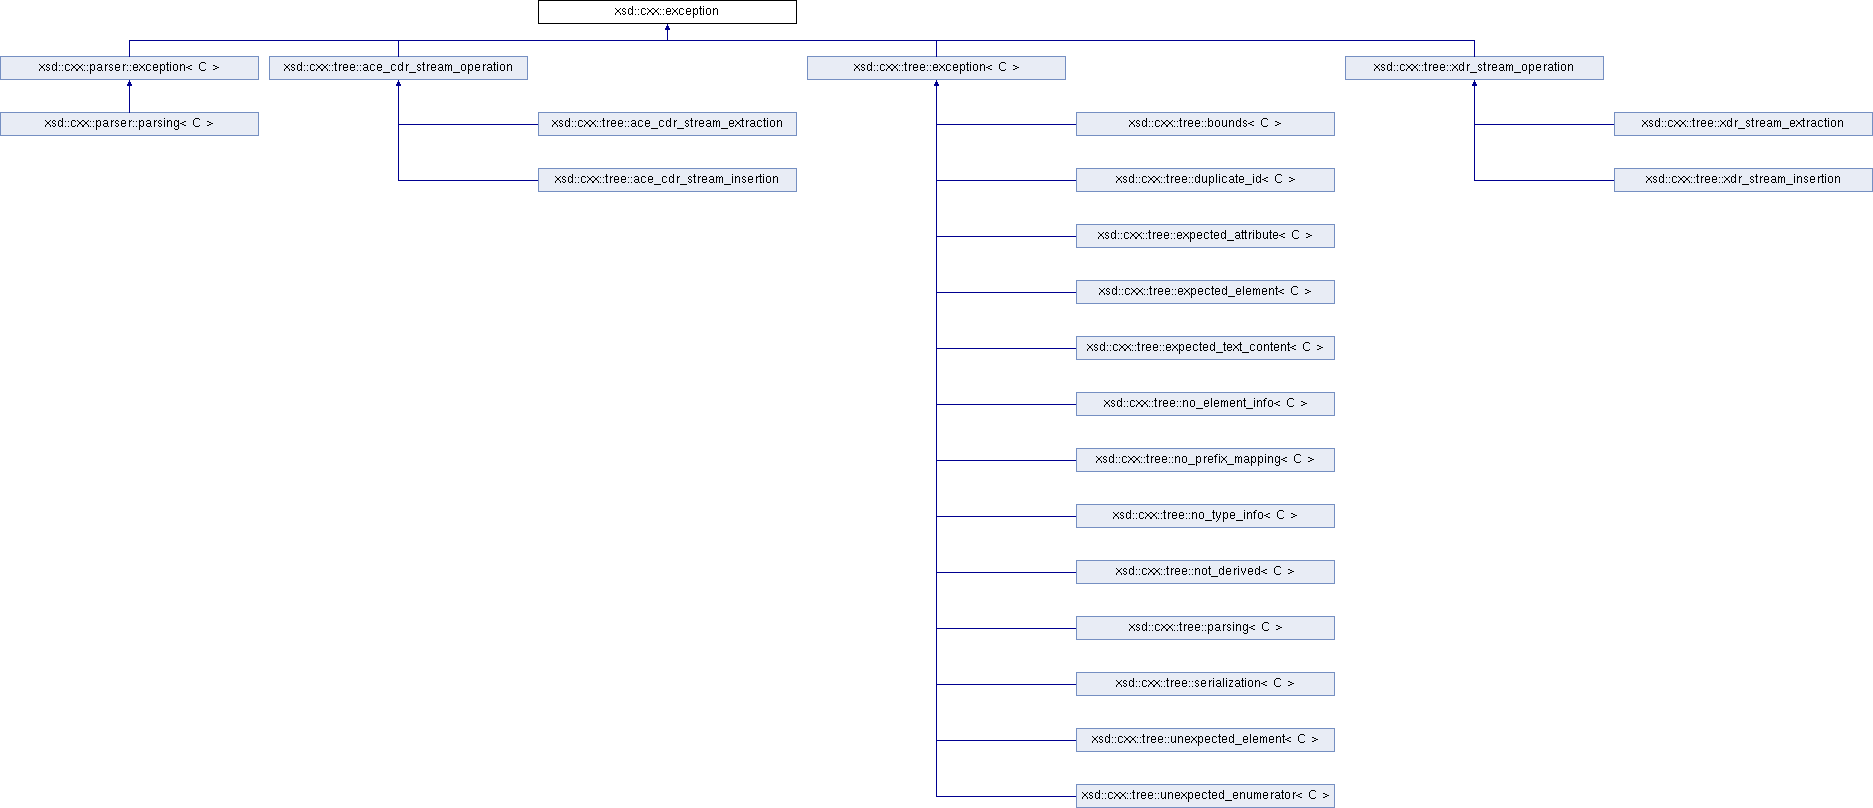 xsd::cxx::exception
xsd::cxx::parser::exception< C >
xsd::cxx::tree::ace_cdr_stream_operation
xsd::cxx::tree::exception< C >
xsd::cxx::tree::xdr_stream_operation
xsd::cxx::parser::parsing< C >
xsd::cxx::tree::ace_cdr_stream_extraction
xsd::cxx::tree::bounds< C >
xsd::cxx::tree::xdr_stream_extraction
xsd::cxx::tree::ace_cdr_stream_insertion
xsd::cxx::tree::duplicate_id< C >
xsd::cxx::tree::xdr_stream_insertion
xsd::cxx::tree::expected_attribute< C >
xsd::cxx::tree::expected_element< C >
xsd::cxx::tree::expected_text_content< C >
xsd::cxx::tree::no_element_info< C >
xsd::cxx::tree::no_prefix_mapping< C >
xsd::cxx::tree::no_type_info< C >
xsd::cxx::tree::not_derived< C >
xsd::cxx::tree::parsing< C >
xsd::cxx::tree::serialization< C >
xsd::cxx::tree::unexpected_element< C >
xsd::cxx::tree::unexpected_enumerator< C >